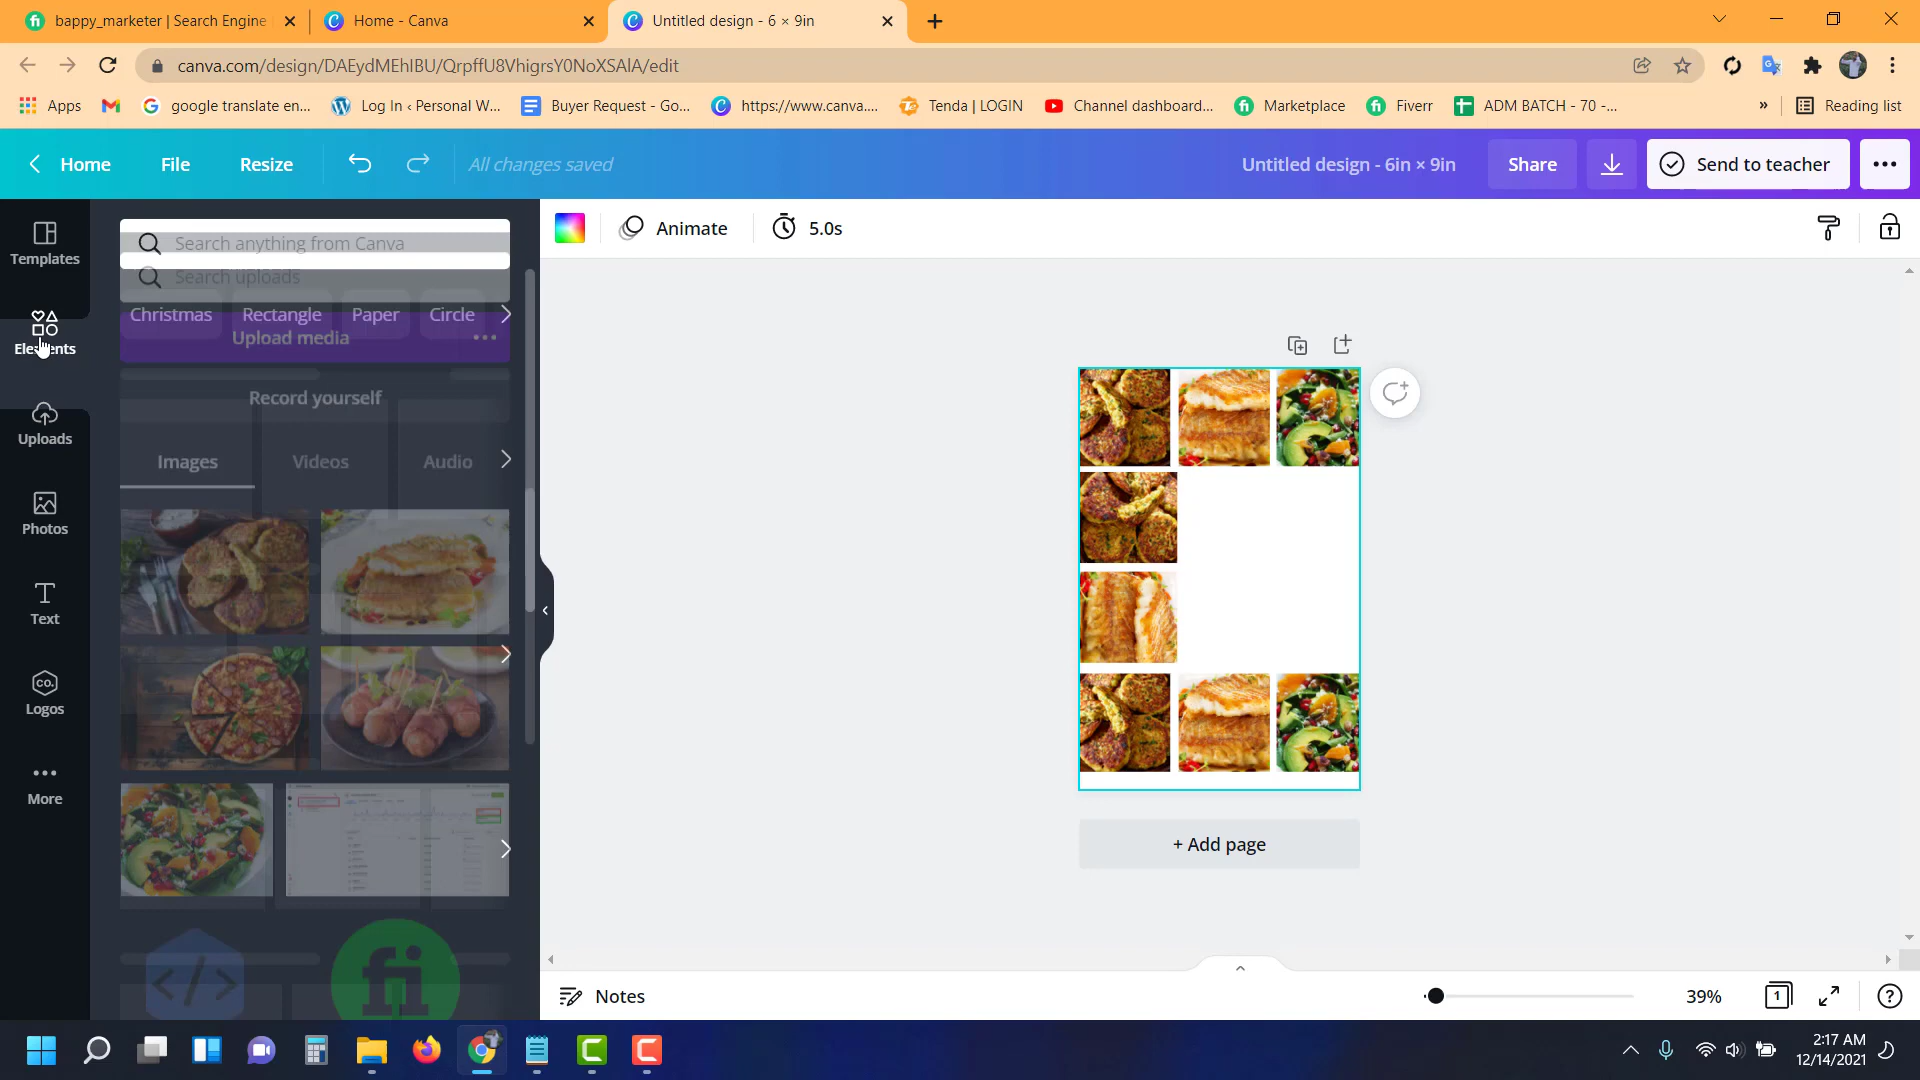 bappy_marketer | Search Engine
Home - Canva
Untitled design - 6 × 9in
canva.com/design/DAEydMEhIBU/QrpffU8VhigrsY0NoXSAlA/edit
Apps
google translate en...
Log In ‹ Personal W...
Buyer Request - Go...
https://www.canva....
Tenda | LOGIN
Channel dashboard...
Marketplace
Fiverr
ADM BATCH - 70 -...
»
Reading list
Home
File
Resize
All changes saved
Untitled design - 6in × 9in
Share
Send to teacher
Templates
Elements
Uploads
Photos
Text
CO.
Logos
More
Search anything from Canva
Search uploads
Christmas
Rectangle
Paper
Circle
Upload media
Record yourself
Images
Videos
Audio
</>
fi
Animate
5.0s
+ Add page
Notes
39%
1
2:17 AM
12/14/2021